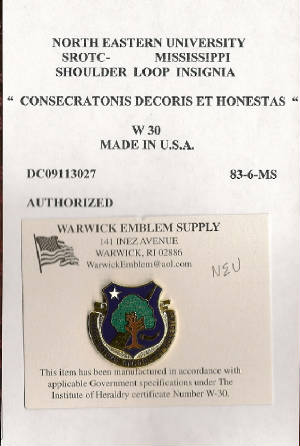 NORTH EASTERN UNIVERSITY
SROTC- MISSISSIPPI
SHOULDER LOOP INSIGNIA
“ CONSECRATONIS DECORIS ET HONESTAS “
W 30
MADE IN U.S.A.
DC09113027 83-6-MS
AUTHORIZED
WARWICK EMBLEM SUPPLY
141 INEZ AVENUE
WARWICK, RI 02886
WarwickEmblem@aol.com
NEU
This item has been manufactured in accordance with
applicable Government specifications under The
Institute of Heraldry certificate Number W-30.